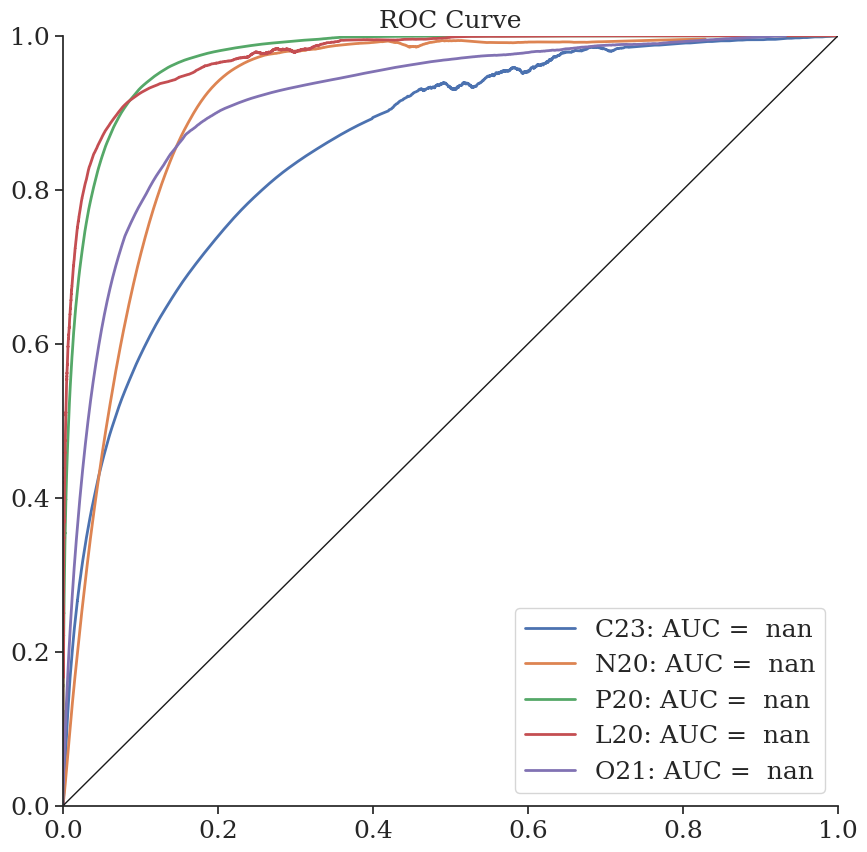 ROC Curve
1.0
0.8
0.6
0.4
0.2
0.0
0.0 0.2 0.4 0.6 0.8 1.0
C23: AUC =  nan
N20: AUC =  nan
P20: AUC =  nan
L20: AUC =  nan
O21: AUC =  nan